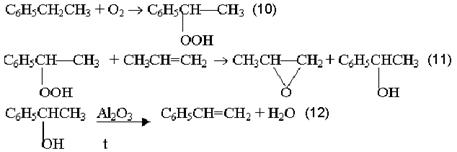 C₆H₅CH₂CH₃ + O₂ → C₆H₅CH—CH₃ (10)
OOH
C₆H₅CH—CH₃ + CH₃CH=CH₂ → CH₃CH—CH₂ + C₆H₅CHCH₃ (11)
OOH O OH
C₆H₅CHCH₃ Al₂O₃ → C₆H₅CH=CH₂ + H₂O (12)
OH t